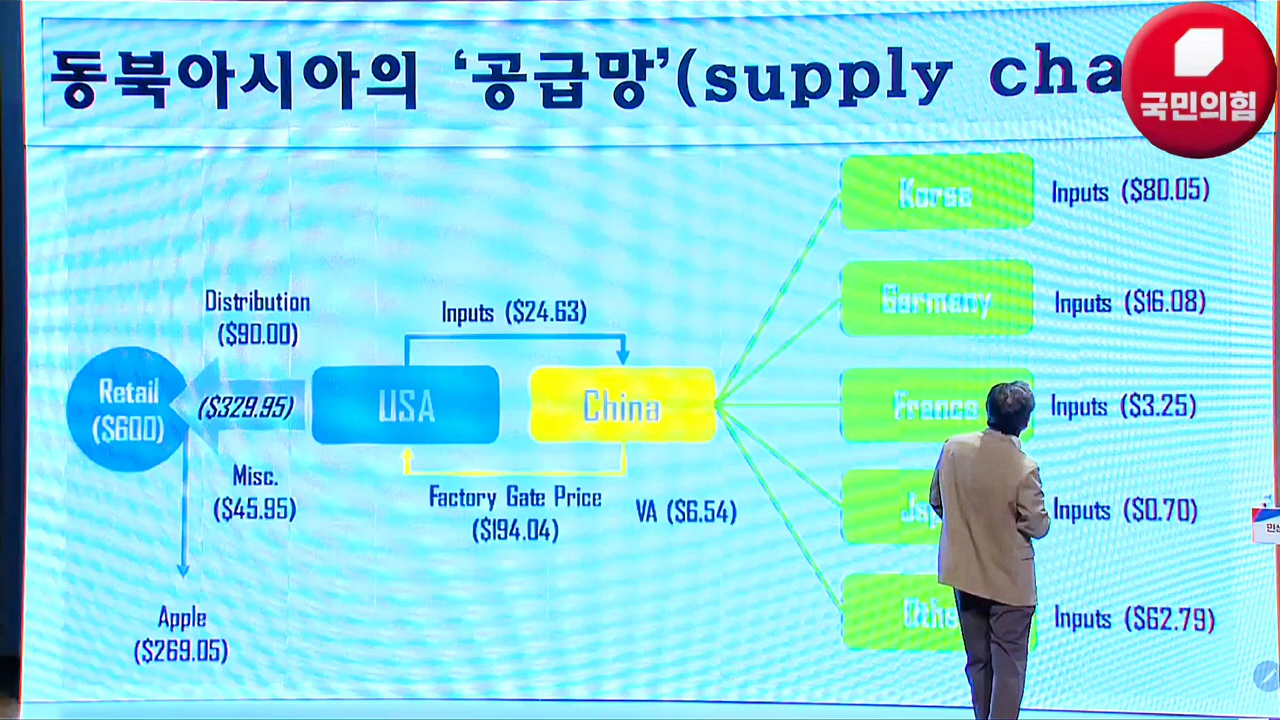 동북아시아의 ‘공급망’(supply cha
국민의힘
Korea
Inputs ($80.05)
Germany
Inputs ($16.08)
Distribution
($90.00)
Inputs ($24.63)
Retail
($600)
($329.95)
USA
China
France
Inputs ($3.25)
Misc.
($45.95)
Factory Gate Price
($194.04)
VA ($6.54)
Jap
Inputs ($0.70)
Apple
($269.05)
Othe
Inputs ($62.79)